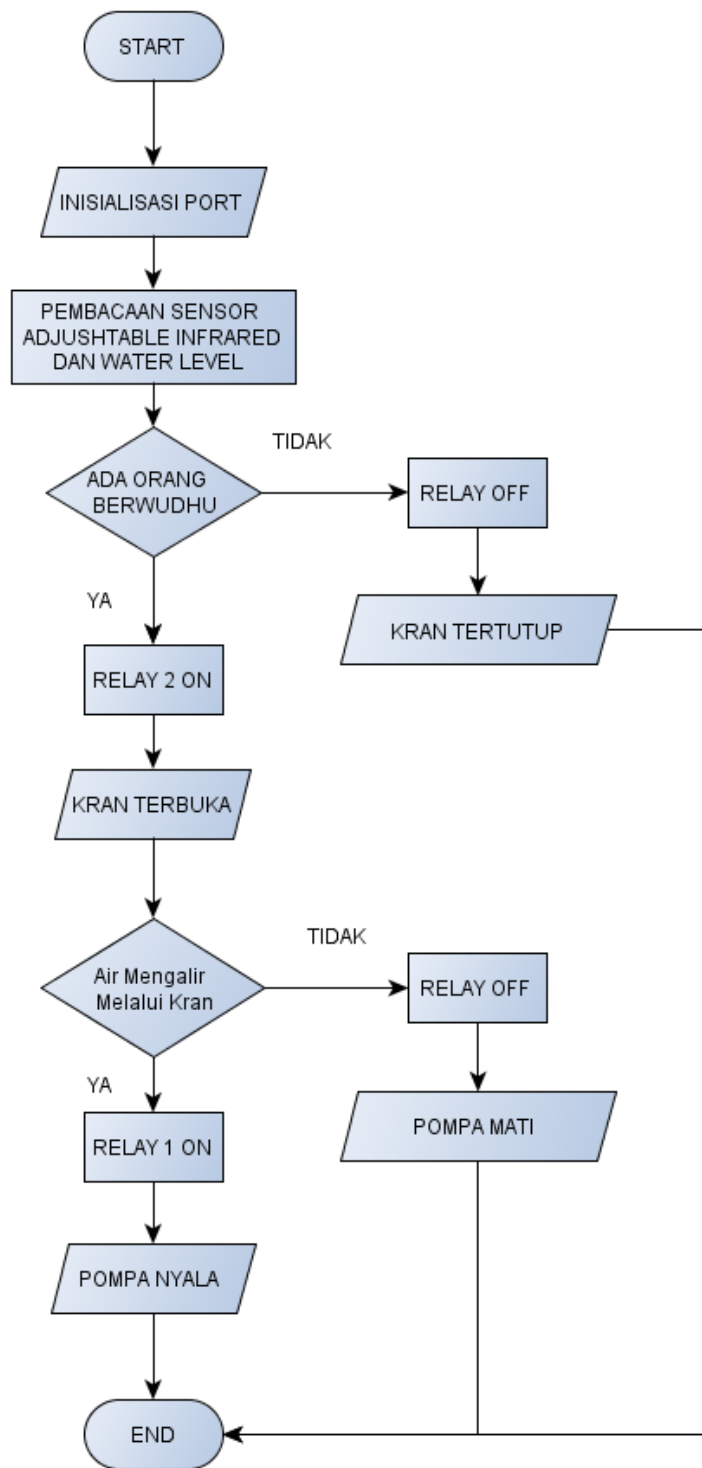 START
INISIALISASI PORT
PEMBACAAN SENSOR
ADJUSHTABLE INFRARED
DAN WATER LEVEL
ADA ORANG
BERWUDHU
TIDAK
RELAY OFF
KRAN TERTUTUP
YA
RELAY 2 ON
KRAN TERBUKA
Air Mengalir
Melalui Kran
TIDAK
RELAY OFF
POMPA MATI
YA
RELAY 1 ON
POMPA NYALA
END